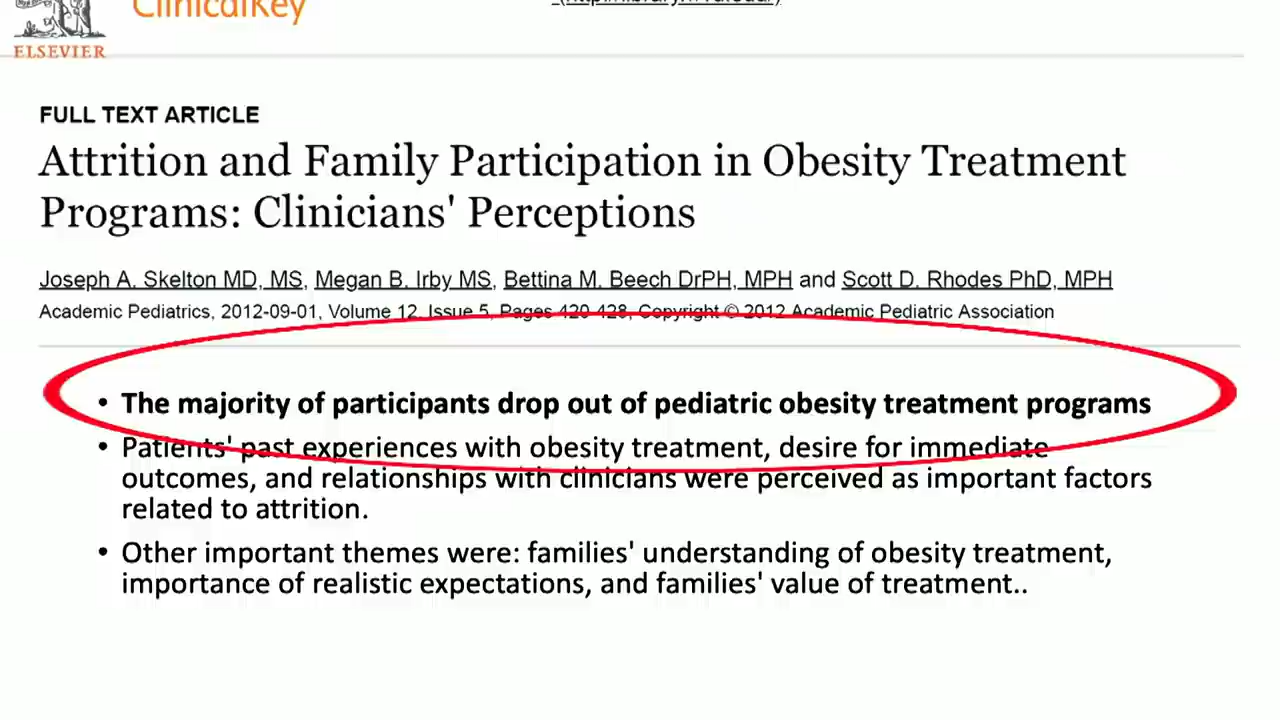 ClinicalKey
ELSEVIER
FULL TEXT ARTICLE
Attrition and Family Participation in Obesity Treatment
Programs: Clinicians' Perceptions
Joseph A. Skelton MD, MS, Megan B. Irby MS, Bettina M. Beech DrPH, MPH and Scott D. Rhodes PhD, MPH
Academic Pediatrics, 2012-09-01, Volume 12, Issue 5, Pages 420-428, Copyright © 2012 Academic Pediatric Association
• The majority of participants drop out of pediatric obesity treatment programs
• Patients' past experiences with obesity treatment, desire for immediate
outcomes, and relationships with clinicians were perceived as important factors
related to attrition.
• Other important themes were: families' understanding of obesity treatment,
importance of realistic expectations, and families' value of treatment..